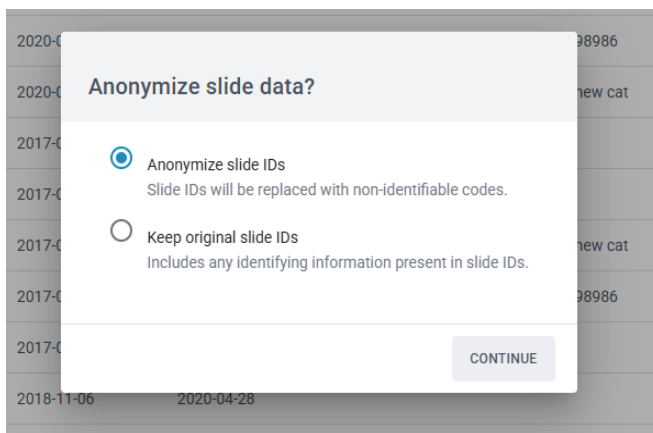 2020-0 98986
Anonymize slide data?
2020-0 new cat
2017-0
Anonymize slide IDs
Slide IDs will be replaced with non-identifiable codes.
2017-0
Keep original slide IDs
2017-0 new cat
Includes any identifying information present in slide IDs.
2017-0 98986
2017-0
CONTINUE
2018-11-06 2020-04-28